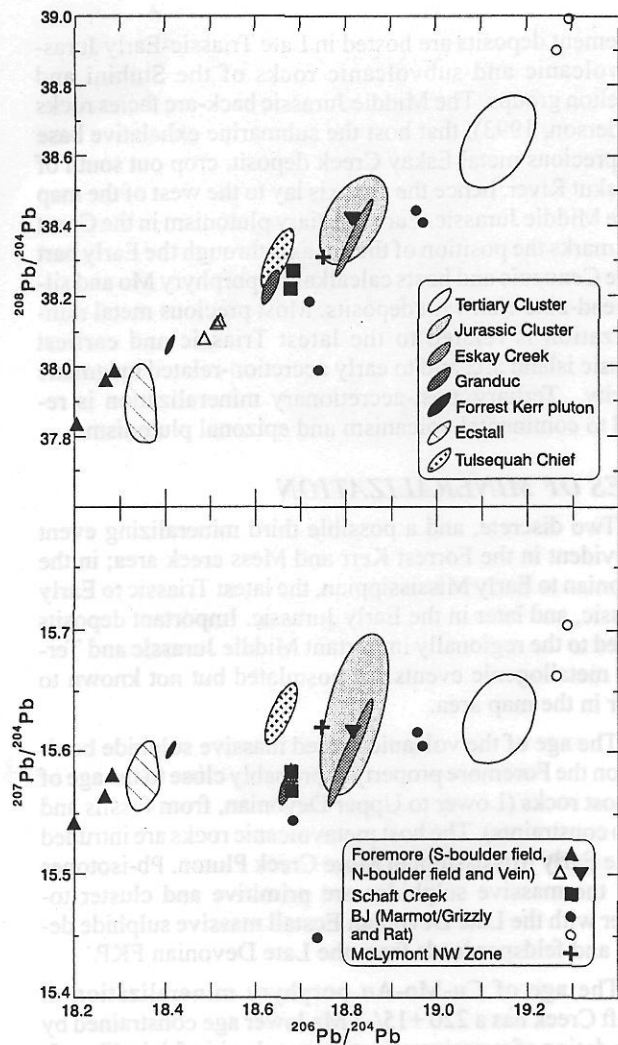 39.0
38.8
38.6
38.4
38.2
38.0
37.8
208Pb/204Pb
Tertiary Cluster
Jurassic Cluster
Eskay Creek
Granduc
Forrest Kerr pluton
Ecstall
Tulsequah Chief
15.7
15.6
15.5
15.4
207Pb/204Pb
Foremore (S-boulder field,
N-boulder field and Vein)
Schaft Creek
BJ (Marmot/Grizzly
and Rat)
McLymont NW Zone
18.2 18.4 18.6 18.8 19.0 19.2
206Pb/204Pb